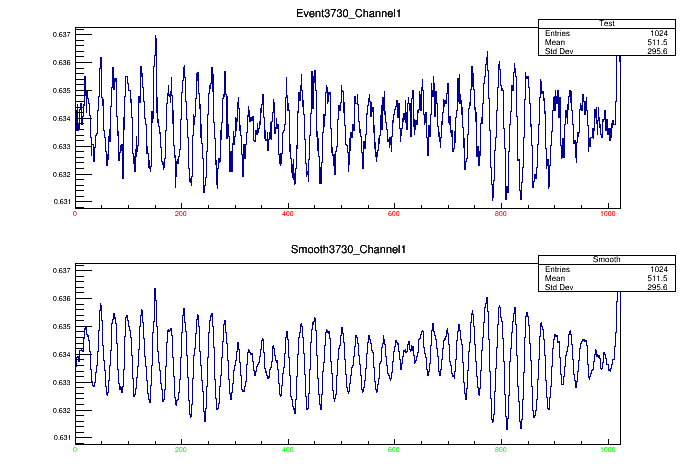 Event3730_Channel1
Test
Entries 1024
Mean 511.5
Std Dev 295.6
0.637
0.636
0.635
0.634
0.633
0.632
0.631
0 200 400 600 800 1000
Smooth3730_Channel1
Smooth
Entries 1024
Mean 511.5
Std Dev 295.6
0.637
0.636
0.635
0.634
0.633
0.632
0.631
0 200 400 600 800 1000